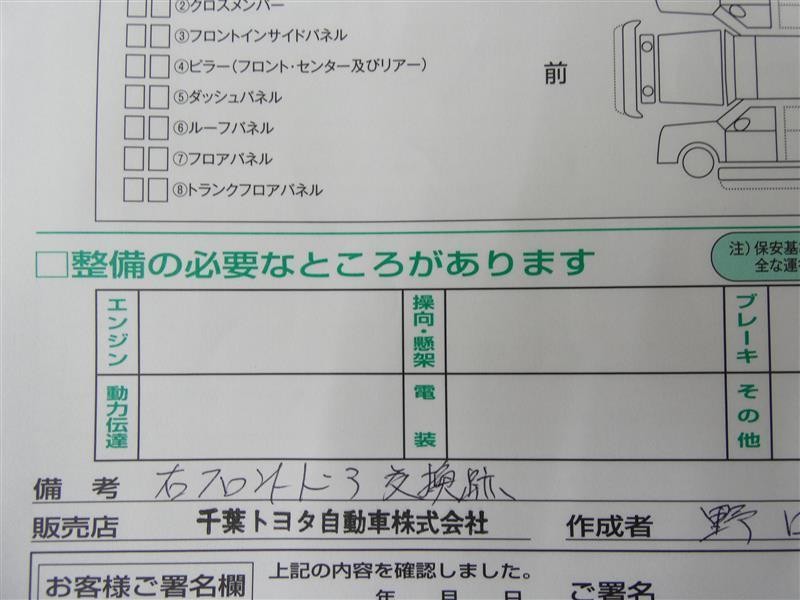 ②クロスメンバー
③フロントインサイドパネル
④ピラー(フロント・センター及びリアー)
⑤ダッシュパネル
⑥ルーフパネル
⑦フロアパネル
⑧トランクフロアパネル
前
□整備の必要なところがあります
注)保安基
全な運
エンジン
操向・懸架
ブレーキ
動力伝達
電装
その他
備考 右フロントドア交換跡
販売店 千葉トヨタ自動車株式会社 作成者 野口
お客様ご署名欄
上記の内容を確認しました。
年 月 日 ご署名